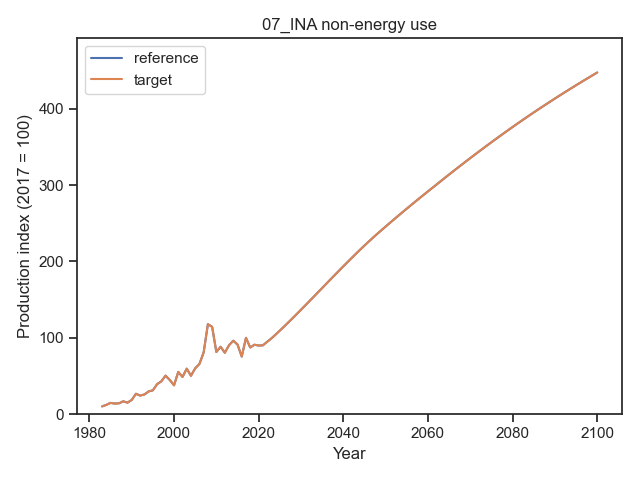 07_INA non-energy use
reference
target
Production index (2017 = 100)
400
300
200
100
0
1980
2000
2020
2040
2060
2080
2100
Year